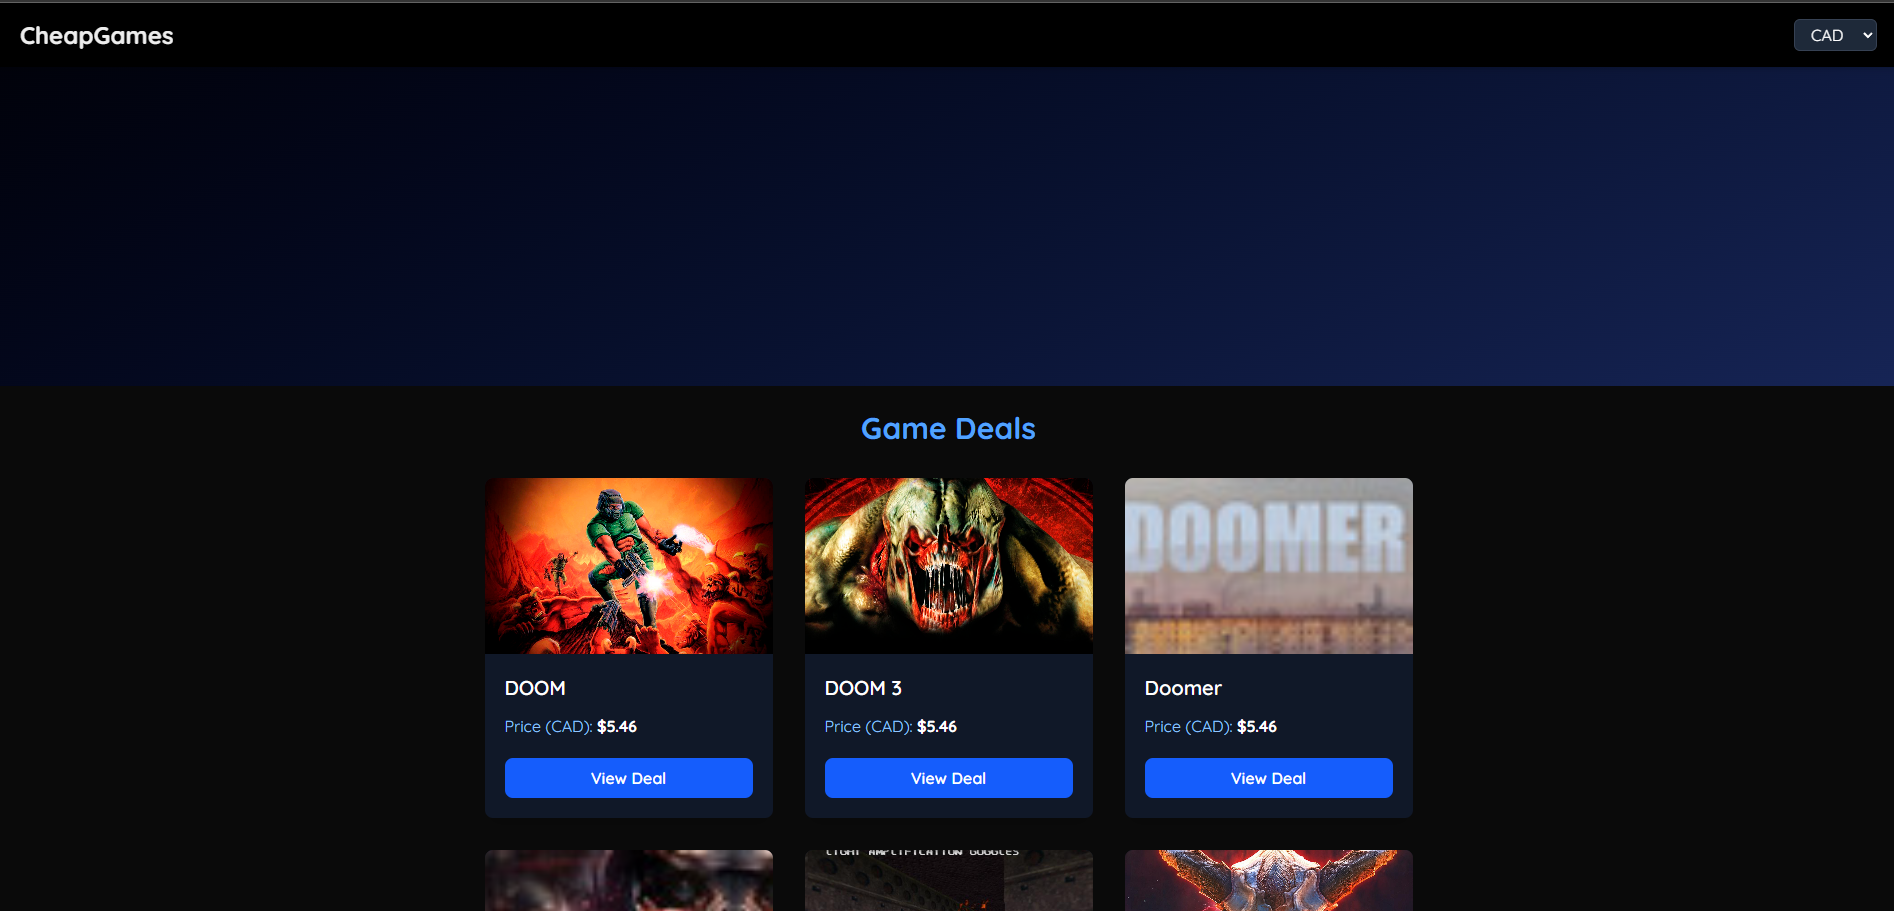 CheapGames
CAD
Game Deals
DOOMER
DOOM
DOOM 3
Doomer
Price (CAD): $5.46
Price (CAD): $5.46
Price (CAD): $5.46
View Deal
View Deal
View Deal
LIGHT AMPLIFICATION GOGGLES